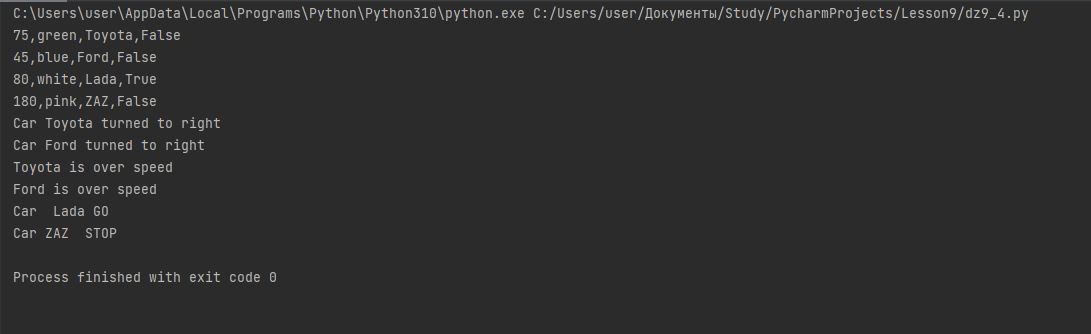 C:\Users\user\AppData\Local\Programs\Python\Python310\python.exe C:/Users/user/Документы/Study/PycharmProjects/Lesson9/dz9_4.py
75,green,Toyota,False
45,blue,Ford,False
80,white,Lada,True
180,pink,ZAZ,False
Car Toyota turned to right
Car Ford turned to right
Toyota is over speed
Ford is over speed
Car  Lada GO
Car ZAZ  STOP
Process finished with exit code 0